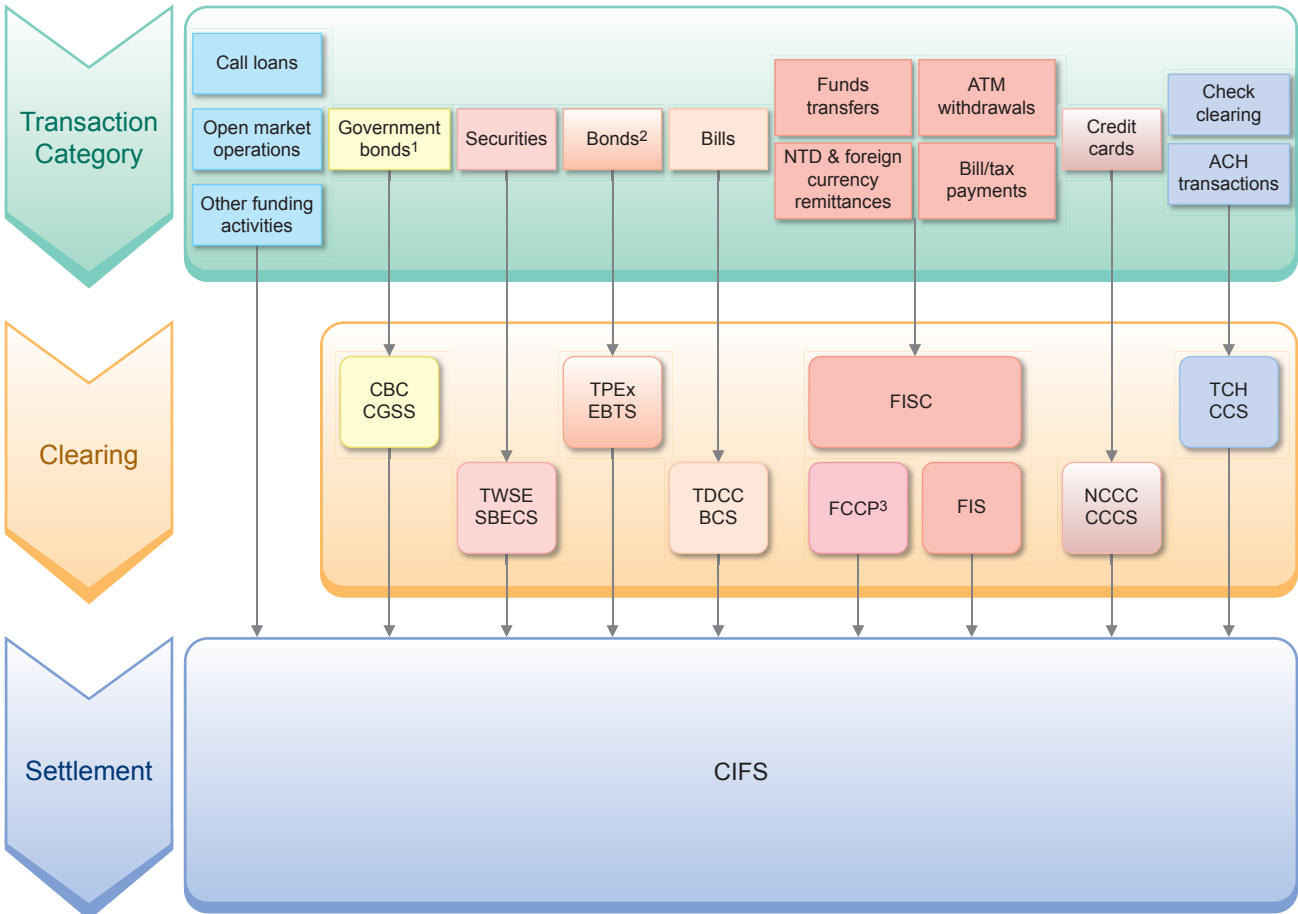 Transaction
Category
Call loans
Open market
operations
Other funding
activities
Government
bonds¹
Securities
Bonds²
Bills
Funds
transfers
ATM
withdrawals
NTD & foreign
currency
remittances
Bill/tax
payments
Credit
cards
Check
clearing
ACH
transactions
Clearing
CBC
CGSS
TWSE
SBECS
TPEx
EBTS
TDCC
BCS
FISC
FCCP³
FIS
NCCC
CCCS
TCH
CCS
Settlement
CIFS